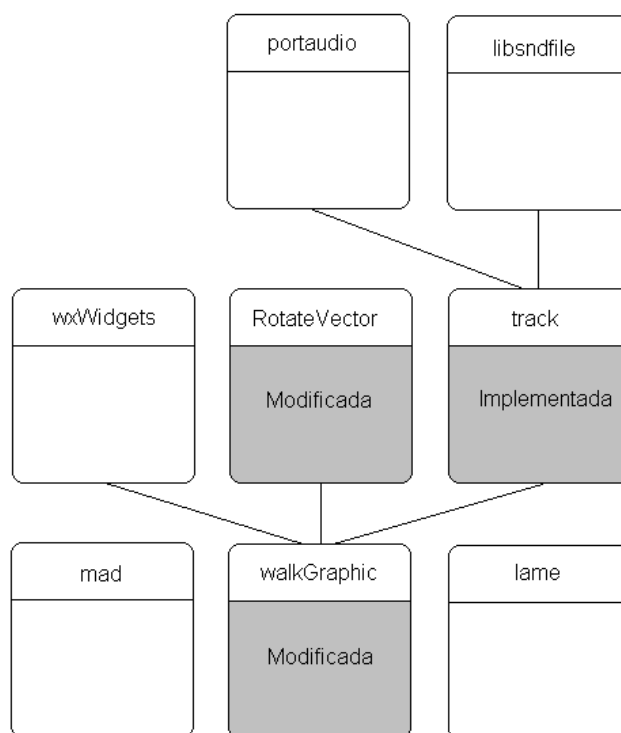 portaudio
libsndfile
wxWidgets
RotateVector
track
Modificada
Implementada
mad
walkGraphic
lame
Modificada